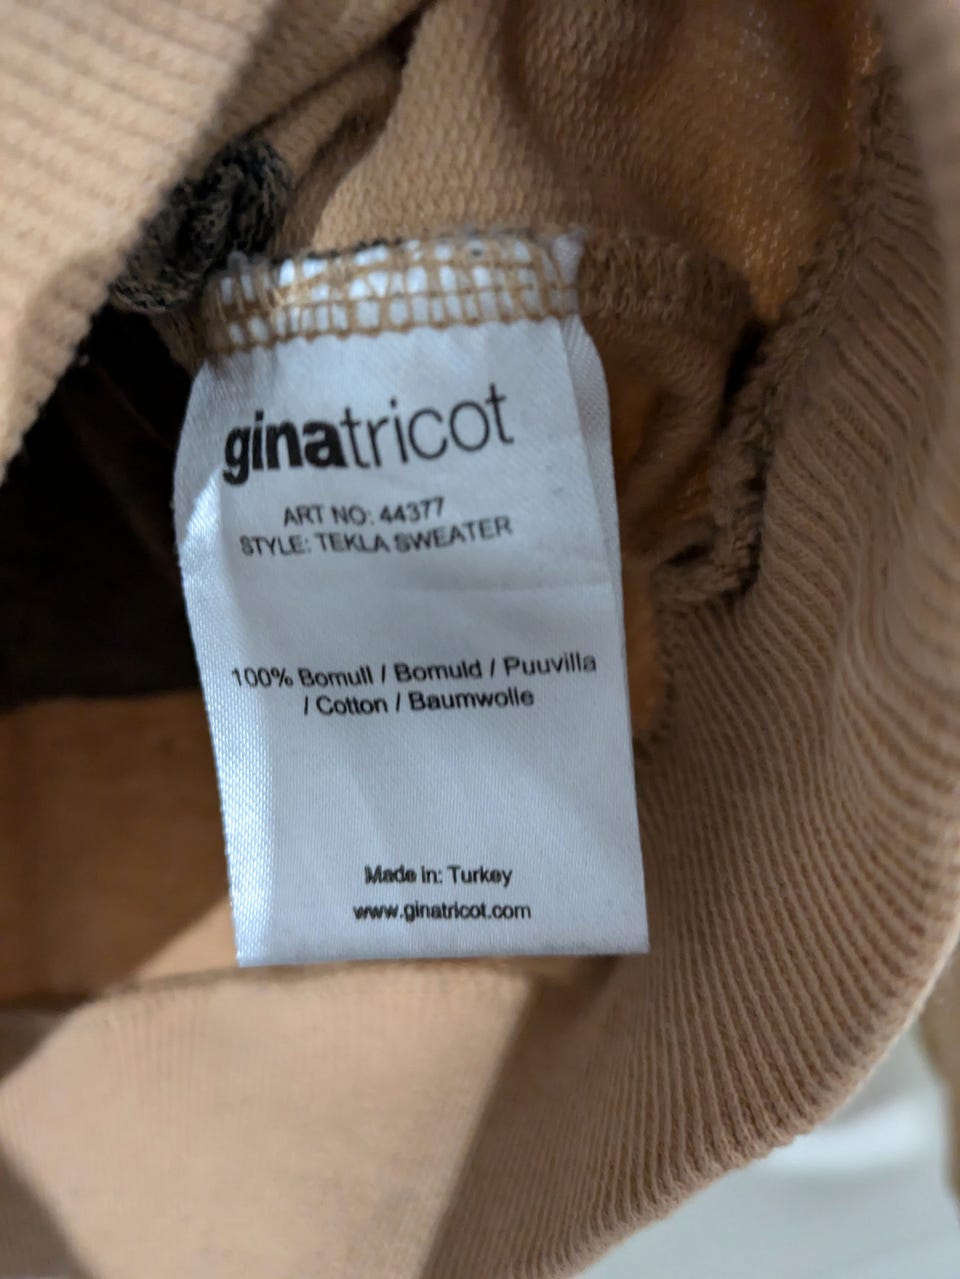 ginatricot
ART NO: 44377
STYLE: TEKLA SWEATER
100% Bomull / Bomuld / Puuvilla
/ Cotton / Baumwolle
Made in: Turkey
www.ginatricot.com